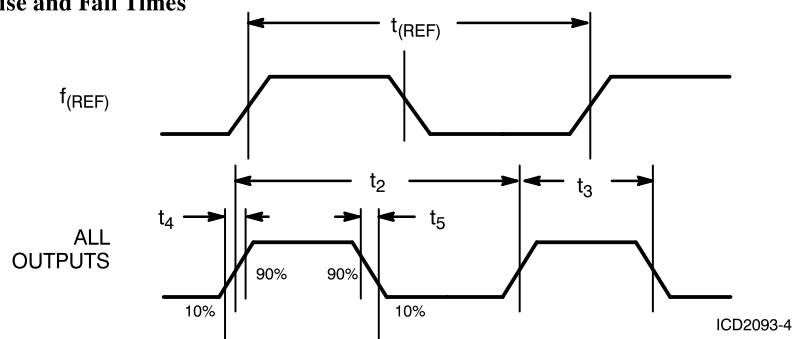 ise and Fall Times
t(REF)
f(REF)
t2
t3
t4
t5
ALL
OUTPUTS
90%
90%
10%
10%
ICD2093-4